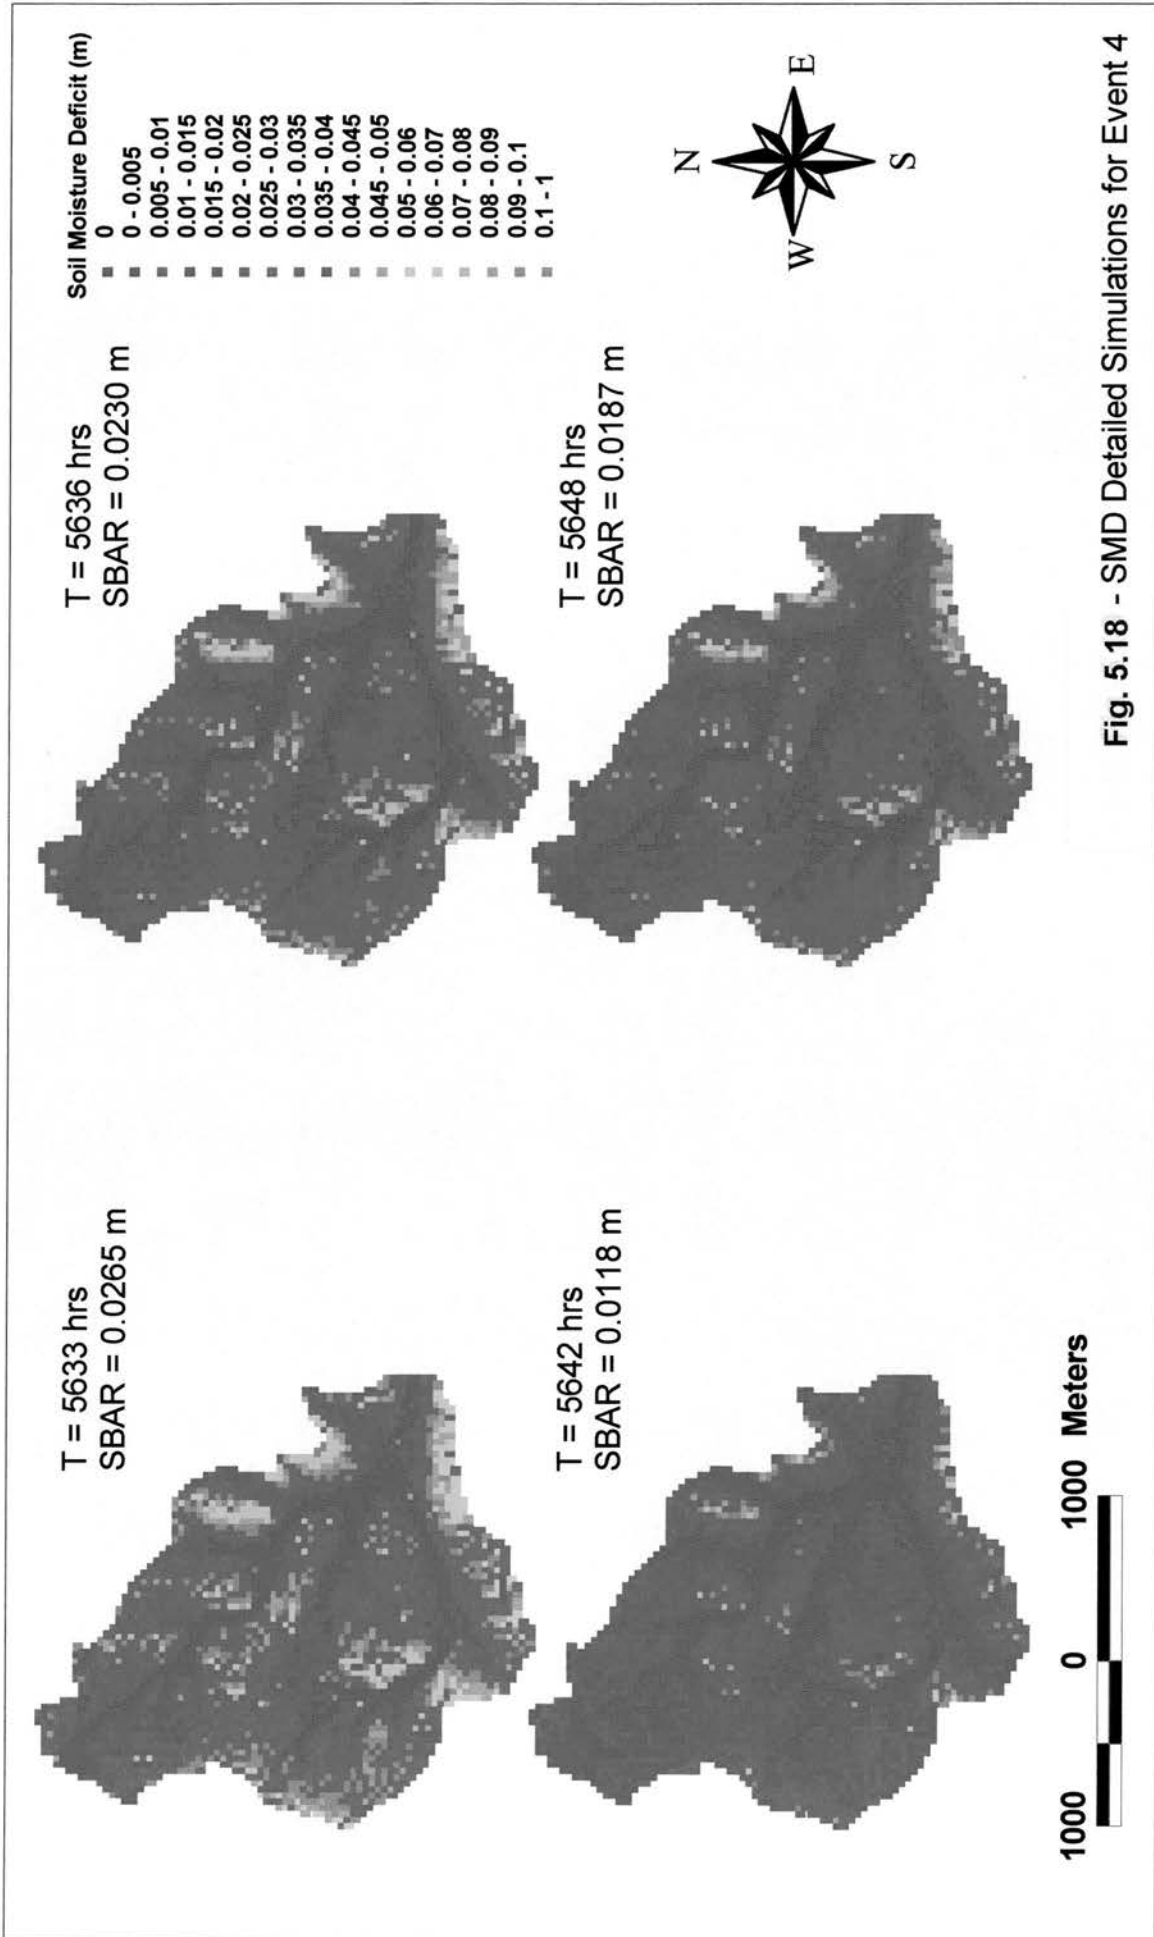 T = 5633 hrs
SBAR = 0.0265 m
T = 5636 hrs
SBAR = 0.0230 m
Soil Moisture Deficit (m)
0
0 - 0.005
0.005 - 0.01
0.01 - 0.015
0.015 - 0.02
0.02 - 0.025
0.025 - 0.03
0.03 - 0.035
0.035 - 0.04
0.04 - 0.045
0.045 - 0.05
0.05 - 0.06
0.06 - 0.07
0.07 - 0.08
0.08 - 0.09
0.09 - 0.1
0.1 - 1
T = 5642 hrs
SBAR = 0.0118 m
T = 5648 hrs
SBAR = 0.0187 m
N
W
E
S
1000 0 1000 Meters
Fig. 5.18 - SMD Detailed Simulations for Event 4